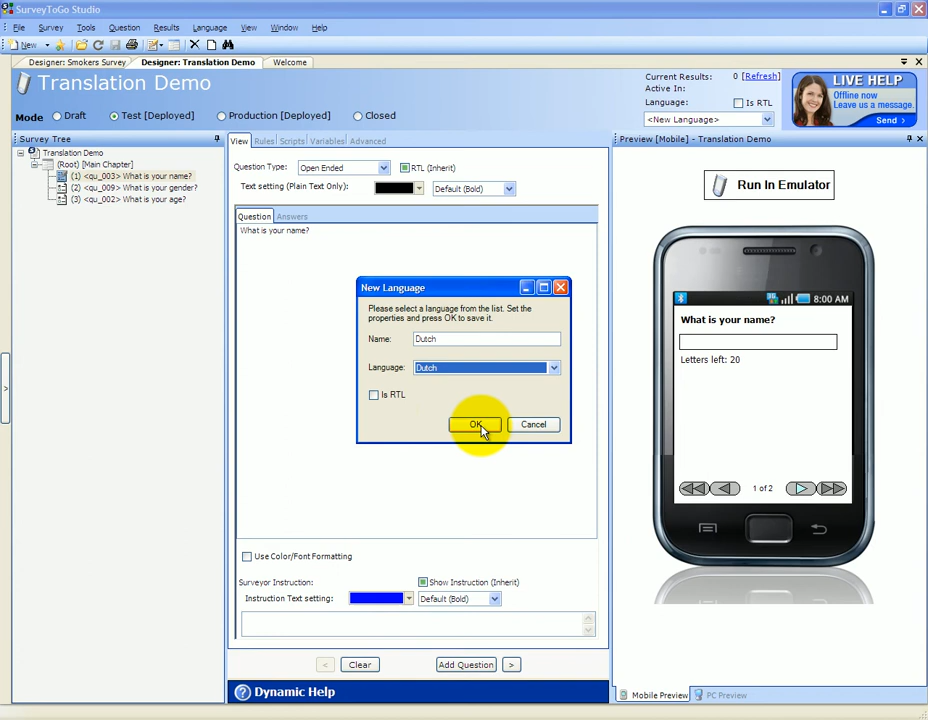 SurveyToGo Studio
File Survey Tools Question Results Language View Window Help
New
Designer: Smokers Survey Designer: Translation Demo Welcome
Translation Demo
Current Results: 0 [Refresh]
Active In:
Language: Is RTL
<New Language>
LIVE HELP
Offline now
Leave us a message.
Send >
Mode Draft Test [Deployed] Production [Deployed] Closed
Survey Tree
Translation Demo
(Root) [Main Chapter]
(1) <qu_003> What is your name?
(2) <qu_009> What is your gender?
(3) <qu_002> What is your age?
View Rules Scripts Variables Advanced
Question Type: Open Ended RTL (Inherit)
Text setting (Plain Text Only): Default (Bold)
Question Answers
What is your name?
New Language
Please select a language from the list. Set the
properties and press OK to save it.
Name: Dutch
Language: Dutch
Is RTL
OK Cancel
Use Color/Font Formatting
Surveyor Instruction: Show Instruction (Inherit)
Instruction Text setting: Default (Bold)
< Clear Add Question >
Dynamic Help
Preview [Mobile] - Translation Demo
Run In Emulator
8:00 AM
What is your name?
Letters left: 20
1 of 2
Mobile Preview PC Preview